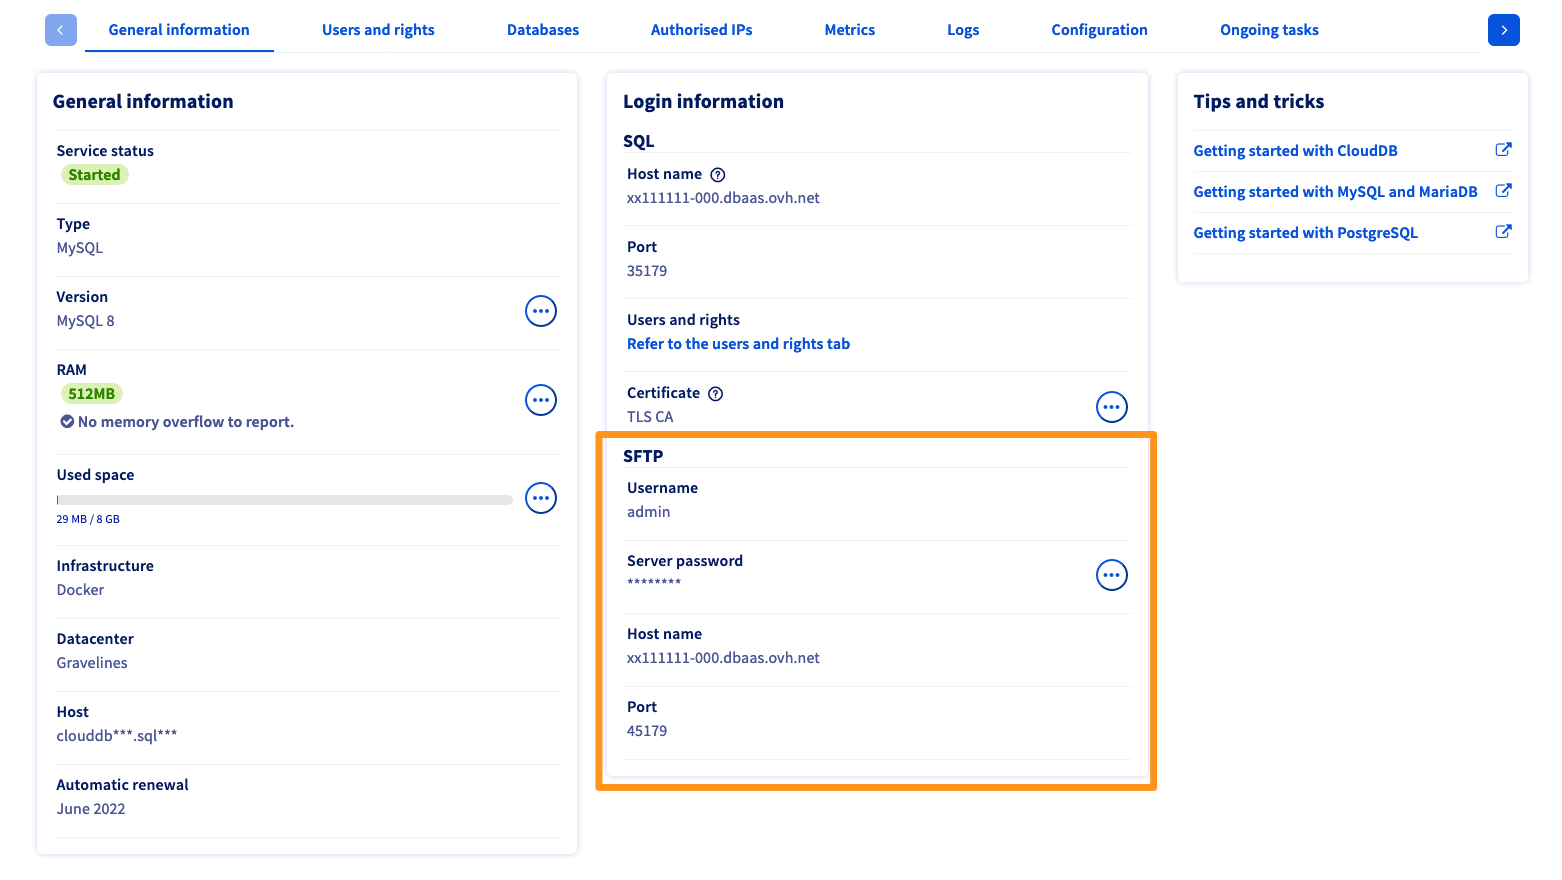 General information
Users and rights
Databases
Authorised IPs
Metrics
Logs
Configuration
Ongoing tasks
General information
Service status
Started
Type
MySQL
Version
MySQL 8
RAM
512MB
No memory overflow to report.
Used space
29 MB / 8 GB
Infrastructure
Docker
Datacenter
Gravelines
Host
clouddb***.sql***
Automatic renewal
June 2022
Login information
SQL
Host name
xx111111-000.dbaas.ovh.net
Port
35179
Users and rights
Refer to the users and rights tab
Certificate
TLS CA
SFTP
Username
admin
Server password
********
Host name
xx111111-000.dbaas.ovh.net
Port
45179
Tips and tricks
Getting started with CloudDB
Getting started with MySQL and MariaDB
Getting started with PostgreSQL